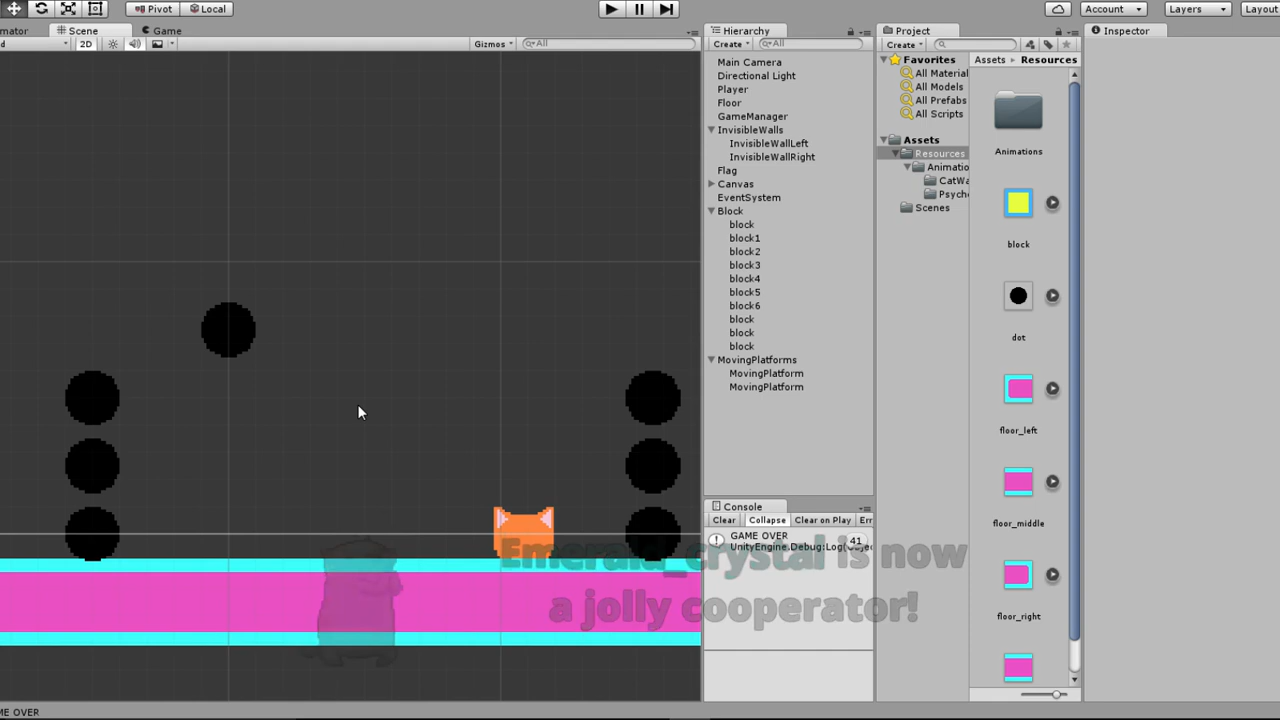 Pivot
Local
Account
Layers
Layout
mator
Scene
Game
d
2D
Gizmos
All
Hierarchy
Create
All
Main Camera
Directional Light
Player
Floor
GameManager
InvisibleWalls
InvisibleWallLeft
InvisibleWallRight
Flag
Canvas
EventSystem
Block
block
block1
block2
block3
block4
block5
block6
block
block
block
MovingPlatforms
MovingPlatform
MovingPlatform
Console
Clear
Collapse
Clear on Play
Err
GAME OVER
41
UnityEngine.Debug:Log(Objec
Project
Create
Favorites
All Material
All Models
All Prefabs
All Scripts
Assets
Resources
Animatio
CatWa
Psych
Scenes
Assets
Resources
Animations
block
dot
floor_left
floor_middle
floor_right
Inspector
Emerald_crystal is now
a jolly cooperator!
ME OVER